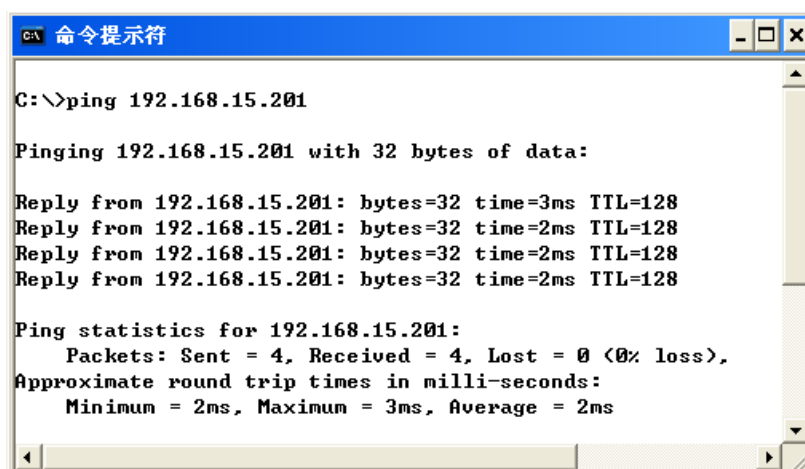 命令提示符
C:\>ping 192.168.15.201
Pinging 192.168.15.201 with 32 bytes of data:
Reply from 192.168.15.201: bytes=32 time=3ms TTL=128
Reply from 192.168.15.201: bytes=32 time=2ms TTL=128
Reply from 192.168.15.201: bytes=32 time=2ms TTL=128
Reply from 192.168.15.201: bytes=32 time=2ms TTL=128
Ping statistics for 192.168.15.201:
Packets: Sent = 4, Received = 4, Lost = 0 (0% loss),
Approximate round trip times in milli-seconds:
Minimum = 2ms, Maximum = 3ms, Average = 2ms